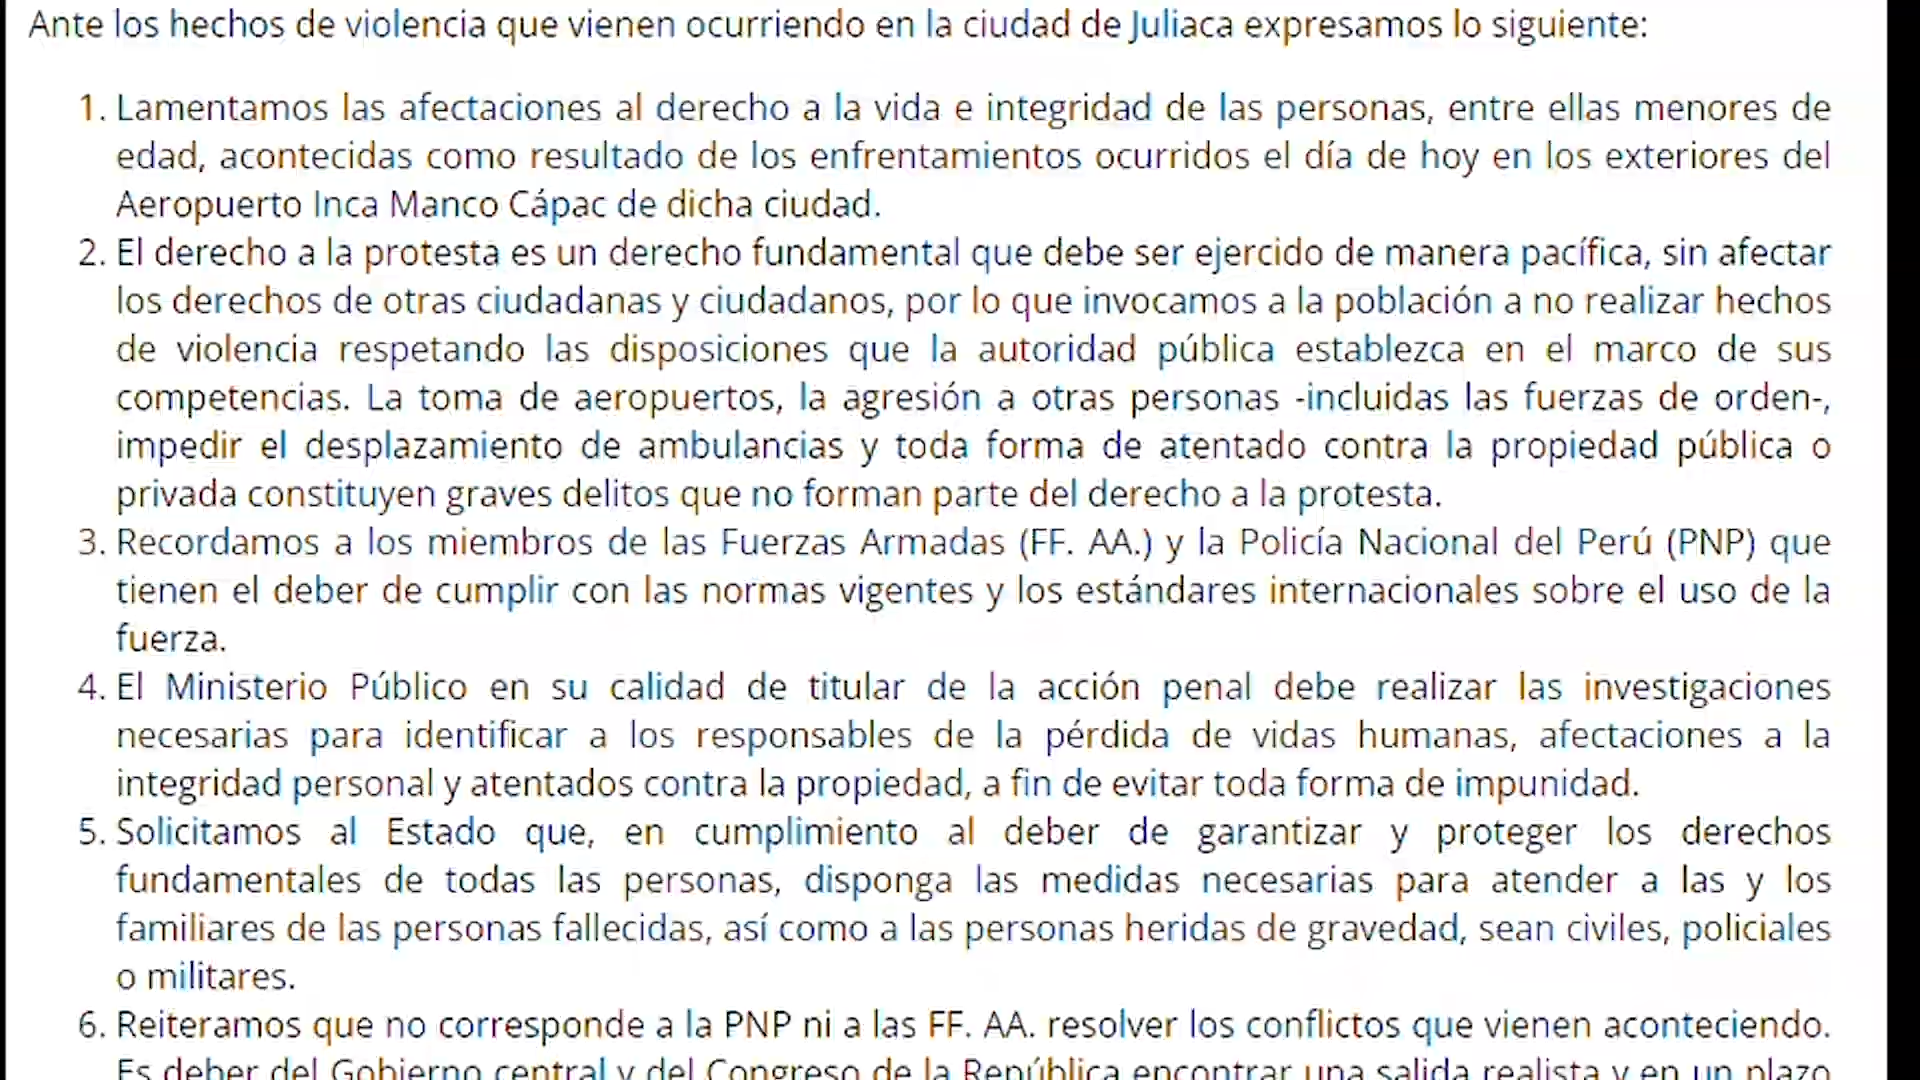 Ante los hechos de violencia que vienen ocurriendo en la ciudad de Juliaca expresamos lo siguiente:
1. Lamentamos las afectaciones al derecho a la vida e integridad de las personas, entre ellas menores de
edad, acontecidas como resultado de los enfrentamientos ocurridos el día de hoy en los exteriores del
Aeropuerto Inca Manco Cápac de dicha ciudad.
2. El derecho a la protesta es un derecho fundamental que debe ser ejercido de manera pacífica, sin afectar
los derechos de otras ciudadanas y ciudadanos, por lo que invocamos a la población a no realizar hechos
de violencia respetando las disposiciones que la autoridad pública establezca en el marco de sus
competencias. La toma de aeropuertos, la agresión a otras personas -incluidas las fuerzas de orden-,
impedir el desplazamiento de ambulancias y toda forma de atentado contra la propiedad pública o
privada constituyen graves delitos que no forman parte del derecho a la protesta.
3. Recordamos a los miembros de las Fuerzas Armadas (FF. AA.) y la Policía Nacional del Perú (PNP) que
tienen el deber de cumplir con las normas vigentes y los estándares internacionales sobre el uso de la
fuerza.
4. El Ministerio Público en su calidad de titular de la acción penal debe realizar las investigaciones
necesarias para identificar a los responsables de la pérdida de vidas humanas, afectaciones a la
integridad personal y atentados contra la propiedad, a fin de evitar toda forma de impunidad.
5. Solicitamos al Estado que, en cumplimiento al deber de garantizar y proteger los derechos
fundamentales de todas las personas, disponga las medidas necesarias para atender a las y los
familiares de las personas fallecidas, así como a las personas heridas de gravedad, sean civiles, policiales
o militares.
6. Reiteramos que no corresponde a la PNP ni a las FF. AA. resolver los conflictos que vienen aconteciendo.
Es deber del Gobierno central y del Congreso de la República encontrar una salida realista y en un plazo